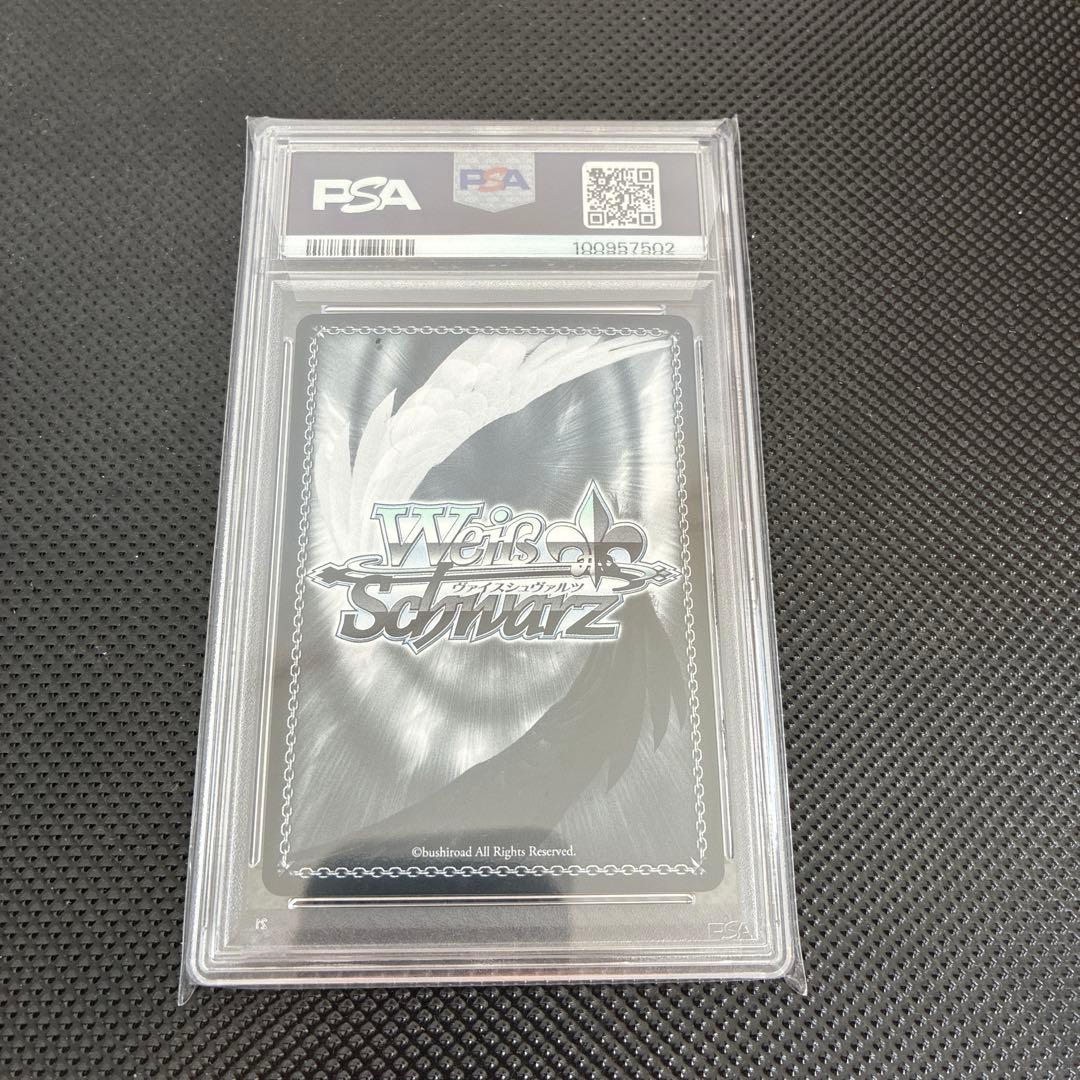 PSA
PSA
100957502
Weiß
ヴァイスシュヴァルツ
Schwarz
©bushiroad All Rights Reserved.
PSA